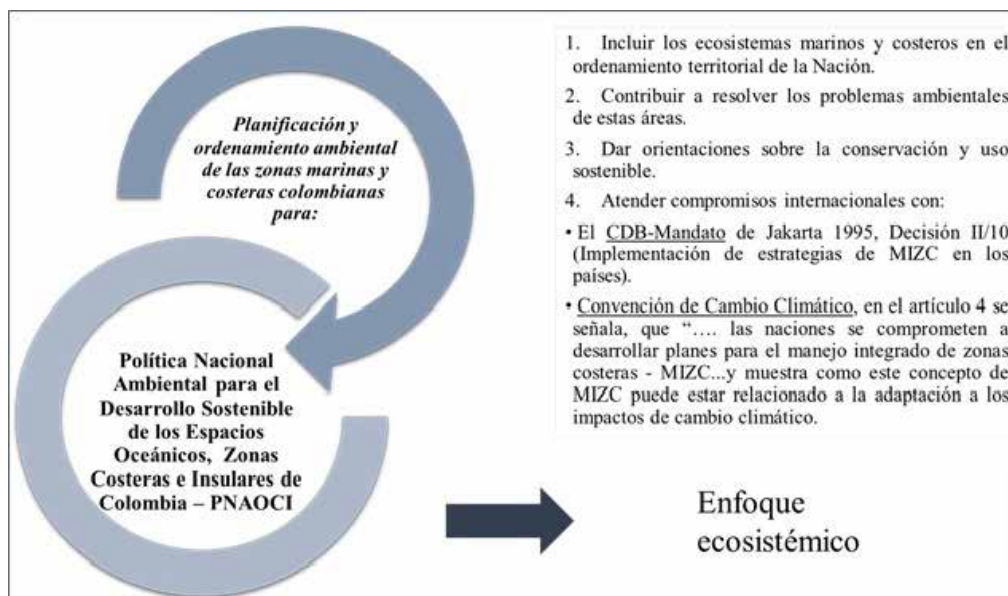 Planificación y
ordenamiento ambiental
de las zonas marinas y
costeras colombianas
para:
Política Nacional
Ambiental para el
Desarrollo Sostenible
de los Espacios
Oceánicos, Zonas
Costeras e Insulares de
Colombia – PNAOCI
1. Incluir los ecosistemas marinos y costeros en el
ordenamiento territorial de la Nación.
2. Contribuir a resolver los problemas ambientales
de estas áreas.
3. Dar orientaciones sobre la conservación y uso
sostenible.
4. Atender compromisos internacionales con:
• El CDB-Mandato de Jakarta 1995, Decisión II/10
(Implementación de estrategias de MIZC en los
países).
• Convención de Cambio Climático, en el artículo 4 se
señala, que “…. las naciones se comprometen a
desarrollar planes para el manejo integrado de zonas
costeras - MIZC...y muestra como este concepto de
MIZC puede estar relacionado a la adaptación a los
impactos de cambio climático.
Enfoque
ecosistémico